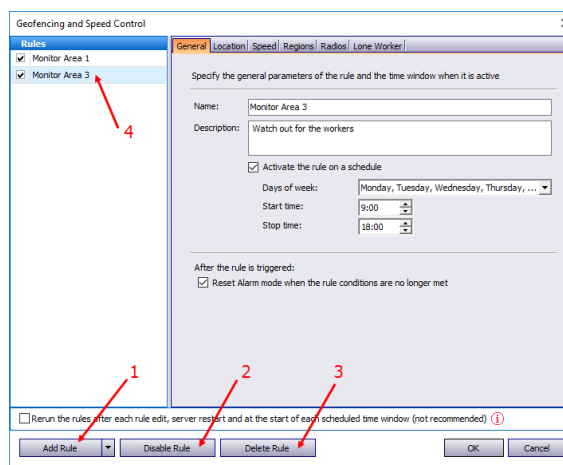 Geofencing and Speed Control
Rules
Monitor Area 1
Monitor Area 3
4
General Location Speed Regions Radios Lone Worker
Specify the general parameters of the rule and the time window when it is active
Name: Monitor Area 3
Description: Watch out for the workers
Activate the rule on a schedule
Days of week: Monday, Tuesday, Wednesday, Thursday, ...
Start time: 9:00
Stop time: 18:00
After the rule is triggered:
Reset Alarm mode when the rule conditions are no longer met
1 2 3
Rerun the rules after each rule edit, server restart and at the start of each scheduled time window (not recommended) i
Add Rule Disable Rule Delete Rule OK Cancel